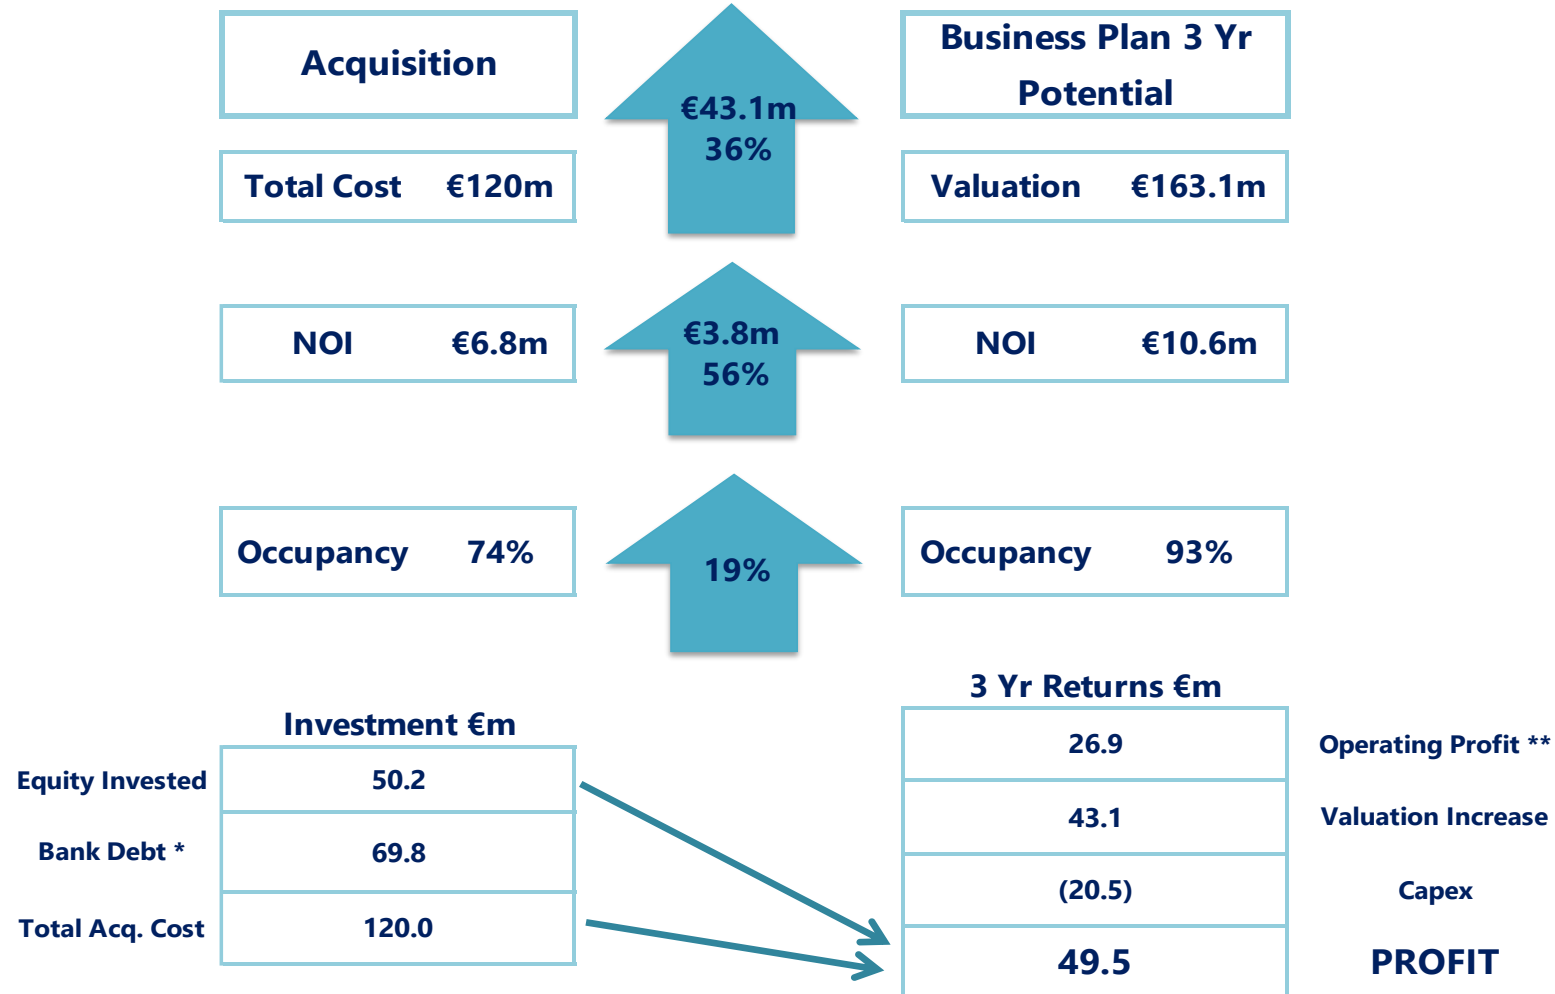 Acquisition
€43.1m
36%
Business Plan 3 Yr
Potential
Total Cost €120m
Valuation €163.1m
NOI €6.8m
€3.8m
56%
NOI €10.6m
Occupancy 74%
19%
Occupancy 93%
Investment €m
Equity Invested 50.2
Bank Debt * 69.8
Total Acq. Cost 120.0
3 Yr Returns €m
26.9 Operating Profit **
43.1 Valuation Increase
(20.5) Capex
49.5 PROFIT